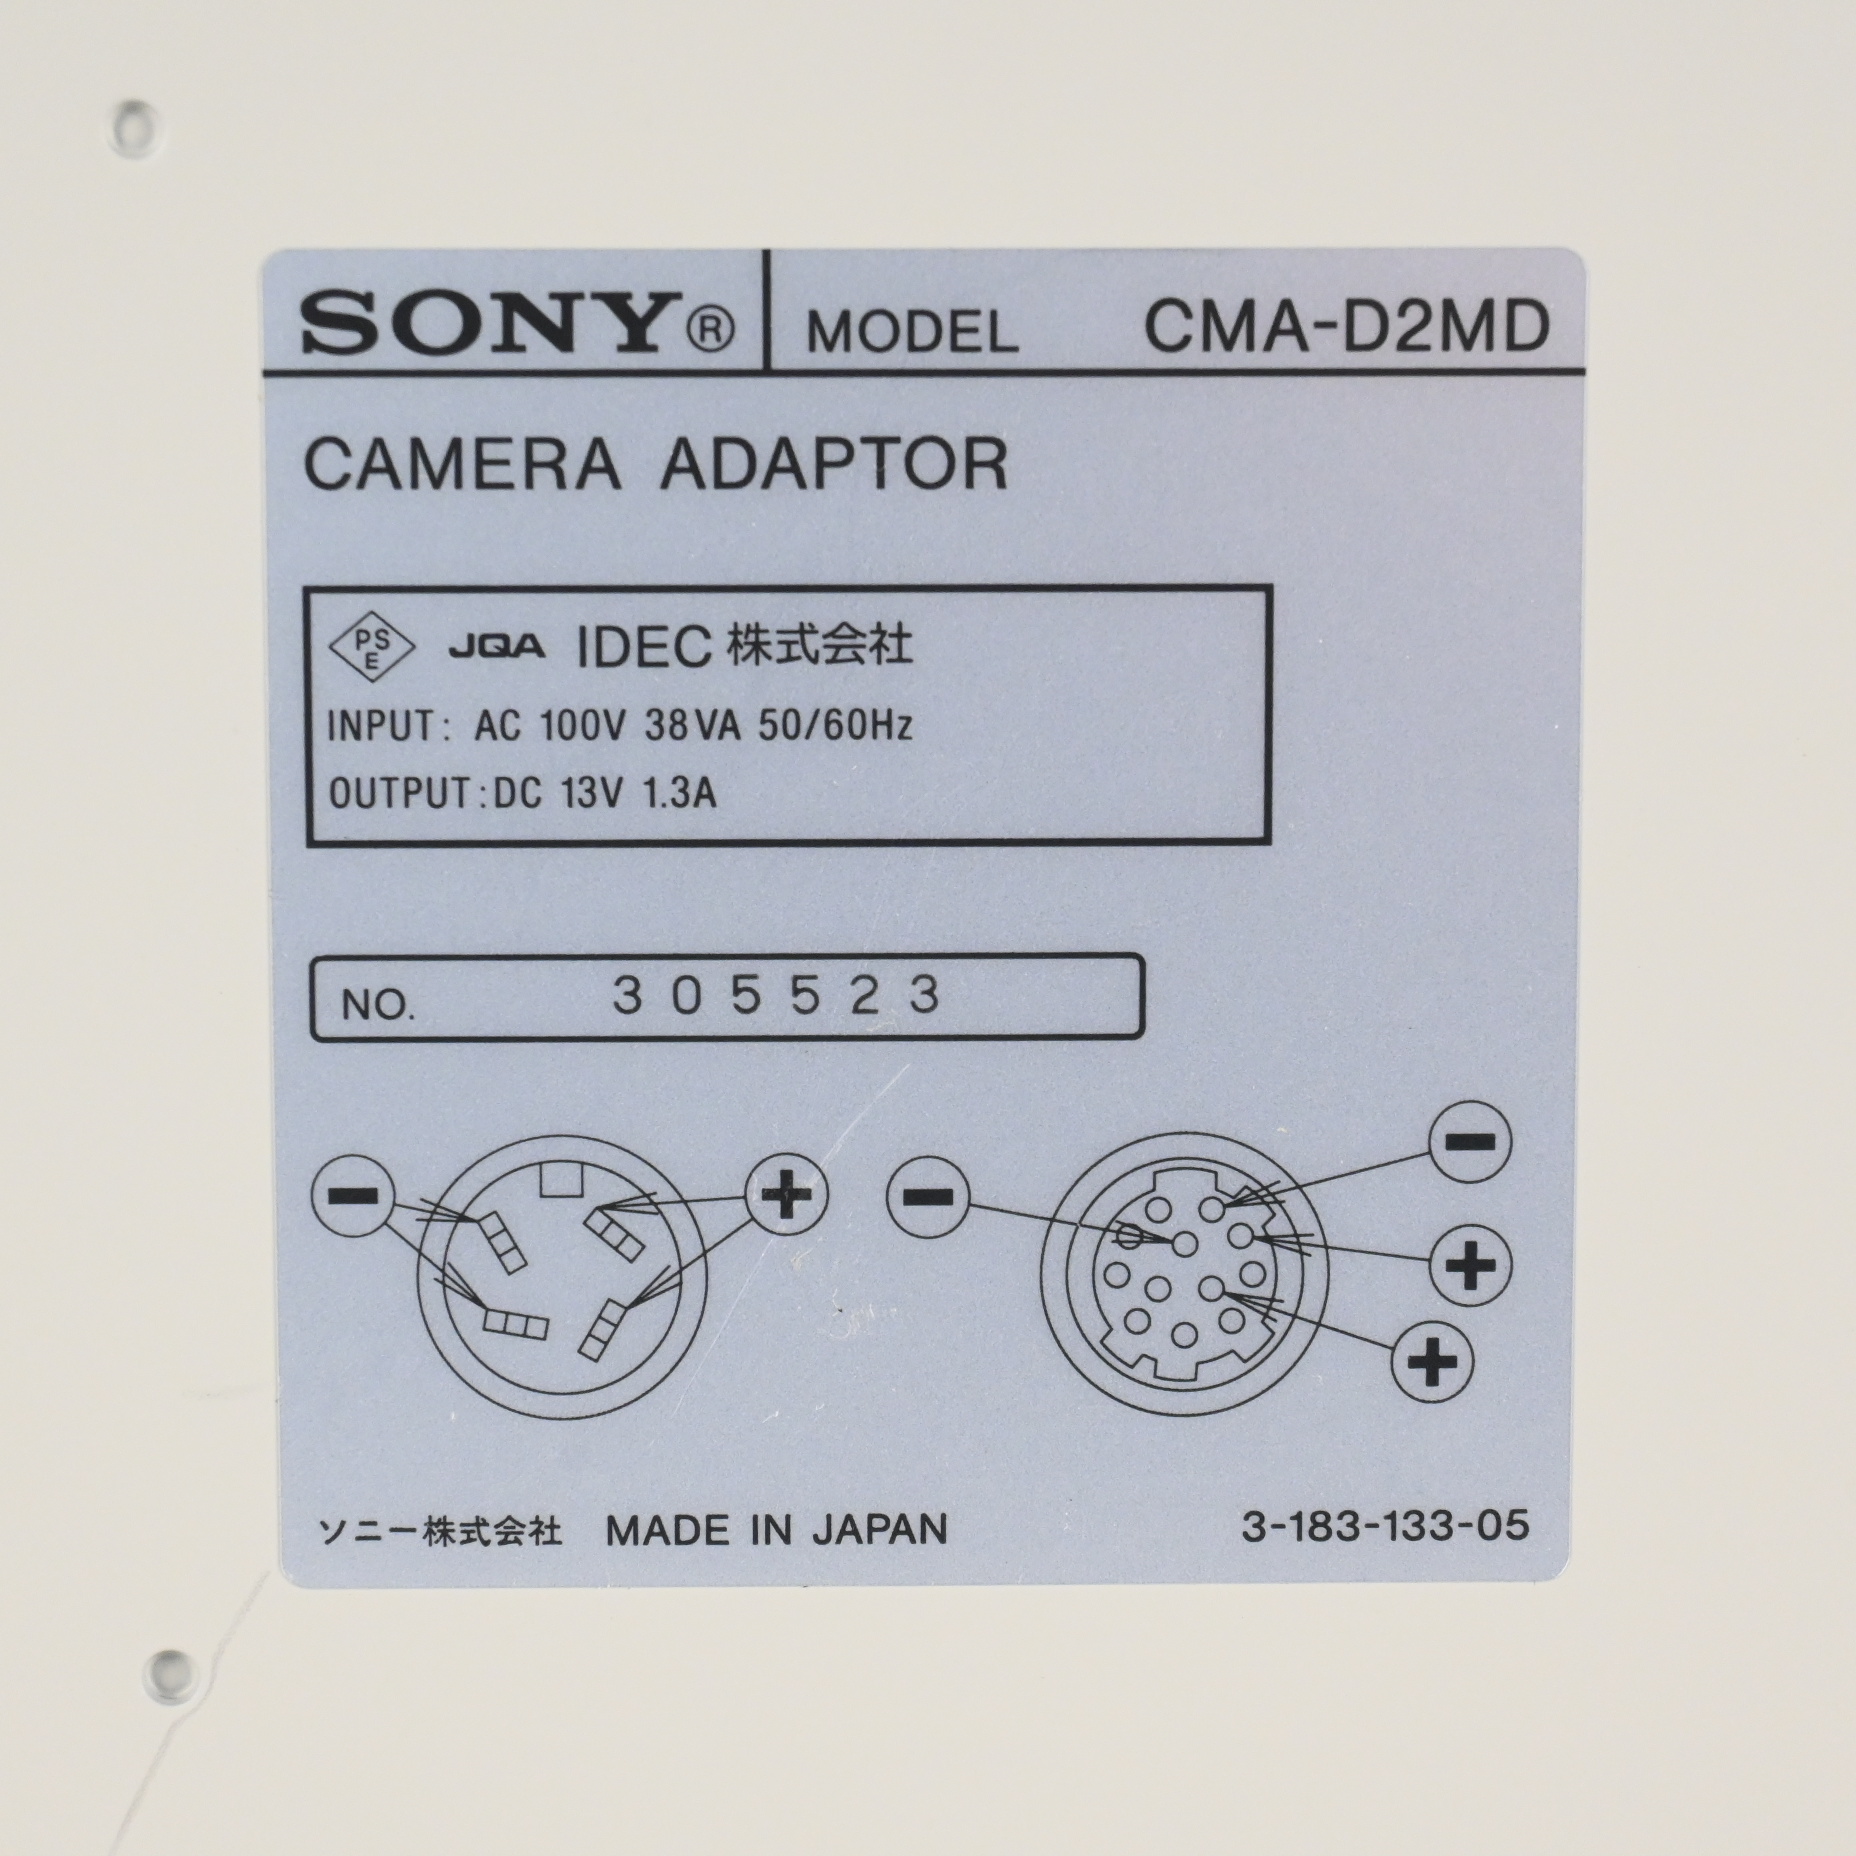 SONY® MODEL CMA-D2MD
CAMERA ADAPTOR
PSE JQA IDEC 株式会社
INPUT: AC 100V 38VA 50/60Hz
OUTPUT: DC 13V 1.3A
NO. 305523
− + − −
+
+
ソニー株式会社 MADE IN JAPAN 3-183-133-05